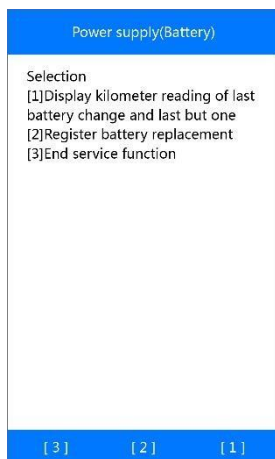 Power supply(Battery)
Selection
[1]Display kilometer reading of last
battery change and last but one
[2]Register battery replacement
[3]End service function
[ 3 ] [ 2 ] [ 1 ]